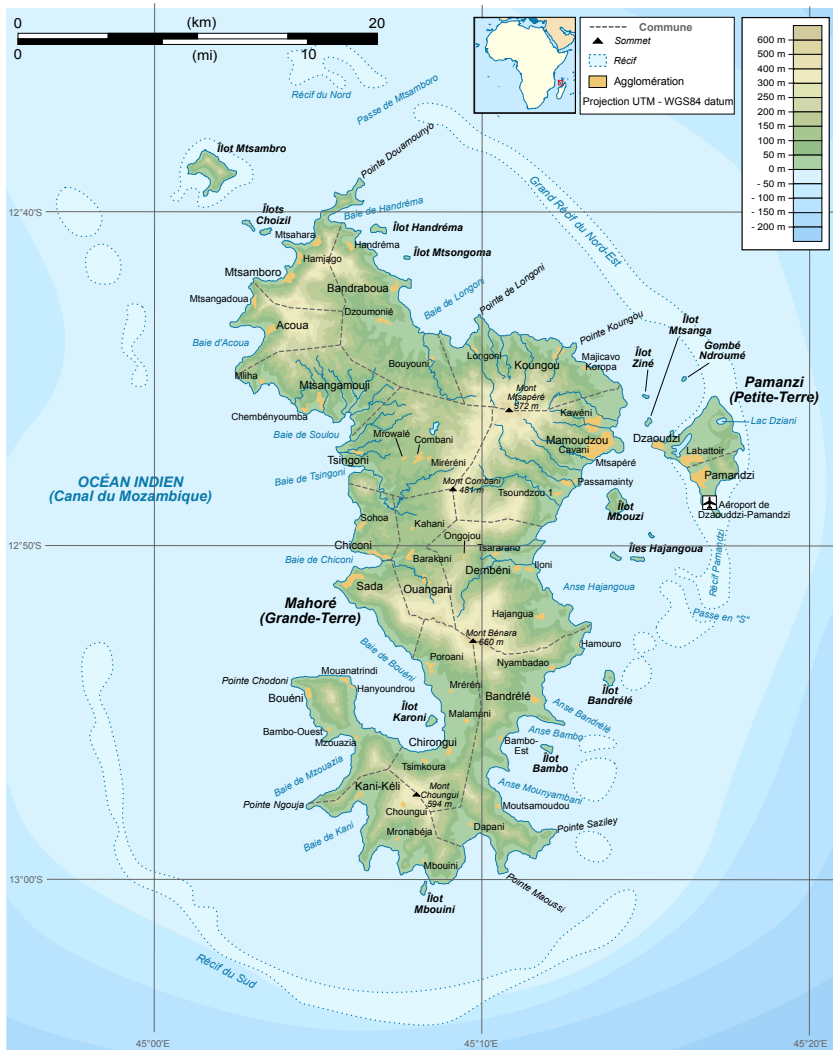 0
(km)
20
0
(mi)
10
Commune
Sommet
Récif
Agglomération
Projection UTM - WGS84 datum
600 m
500 m
400 m
300 m
250 m
200 m
150 m
100 m
50 m
0 m
- 50 m
- 100 m
- 150 m
- 200 m
Récif du Nord
Passe de Mtsamboro
Îlot Mtsambro
Pointe Douamounyo
Grand Récif du Nord-Est
12°40'S
Îlots
Choizil
Baie de Handréma
Îlot Handréma
Mtsahara
Handréma
Îlot Mtsongoma
Hamjago
Mtsamboro
Bandraboua
Mtsangadoua
Dzoumonié
Baie de Longoni
Pointe de Longoni
Acoua
Baie d'Acoua
Pointe Koungou
Îlot
Mtsanga
Gombé
Ndroumé
Îlot
Ziné
Bouyouni
Longoni
Koungou
Majicavo
Koropa
Mliha
Mtsangamouji
Mont
Mtsapéré
572 m
Pamanzi
(Petite-Terre)
Chembényoumba
Kawéni
Lac Dziani
Baie de Soulou
Mrowalé
Combani
Mamoudzou
Cavani
Dzaoudzi
Labattoir
Tsingoni
Miréréni
Mtsapéré
Pamandzi
Baie de Tsingoni
Mont Combani
481 m
Tsoundzou 1
Passamainty
OCÉAN INDIEN
(Canal du Mozambique)
Îlot
Mbouzi
Aéroport de
Dzaouddzi-Pamandzi
Sohoa
Kahani
Ongojou
Chiconi
Tsararano
Îles Hajangoua
12°50'S
Baie de Chiconi
Barakani
Dembéni
Iloni
Récif Pamandzi
Sada
Ouangani
Anse Hajangoua
Mahoré
(Grande-Terre)
Hajangua
Passe en "S"
Mont Bénara
660 m
Hamouro
Baie de Bouéni
Poroani
Nyambadao
Mouanatrindi
Pointe Chodoni
Hanyoundrou
Mréréni
Îlot
Bandrélé
Bouéni
Bandrélé
Îlot
Karoni
Malamani
Anse Bandrélé
Bambo-Ouest
Mzouazia
Chirongui
Anse Bambo
Bambo-
Est
Îlot
Bambo
Baie de Mzouazia
Tsimkoura
Kani-Kéli
Mont
Choungui
594 m
Anse Mounyambani
Pointe Ngouja
Choungui
Moutsamoudou
Baie de Kani
Mronabéja
Dapani
Pointe Saziley
Mbouini
13°00'S
Îlot
Mbouini
Pointe Maoussi
Récif du Sud
45°00'E
45°10'E
45°20'E